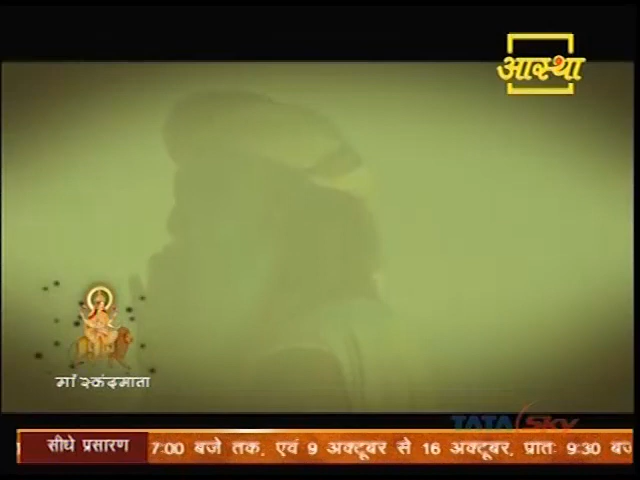 आस्था
माँ स्कंदमाता
TATA Sky
सीधे प्रसारण 7:00 बजे तक, एवं 9 अक्टूबर से 16 अक्टूबर, प्रात: 9:30